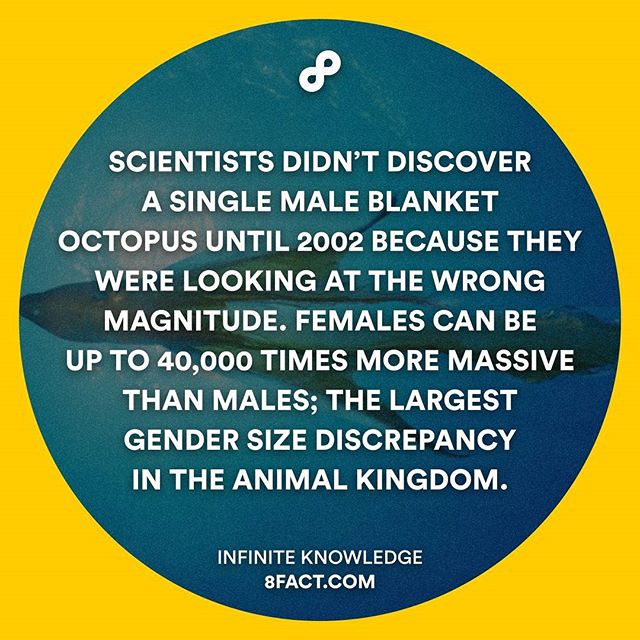 SCIENTISTS DIDN'T DISCOVER
A SINGLE MALE BLANKET
OCTOPUS UNTIL 2002 BECAUSE THEY
WERE LOOKING AT THE WRONG
MAGNITUDE. FEMALES CAN BE
UP TO 40,000 TIMES MORE MASSIVE
THAN MALES; THE LARGEST
GENDER SIZE DISCREPANCY
IN THE ANIMAL KINGDOM.
INFINITE KNOWLEDGE
8FACT.COM